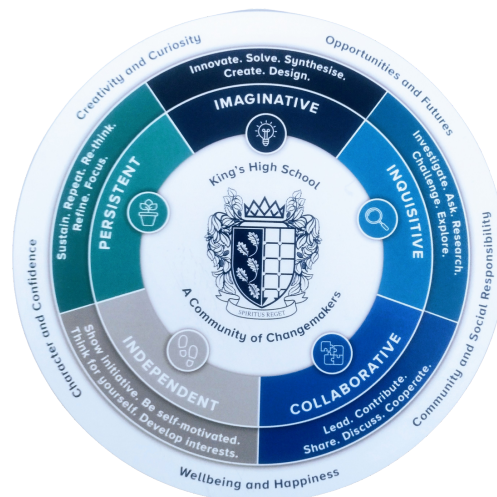 Creativity and Curiosity
Opportunities and Futures
Community and Social Responsibility
Wellbeing and Happiness
Character and Confidence
Innovate. Solve. Synthesise.
Create. Design.
IMAGINATIVE
Investigate. Ask. Research.
Challenge. Explore.
INQUISITIVE
COLLABORATIVE
Lead. Contribute.
Share. Discuss. Cooperate.
INDEPENDENT
Show initiative. Be self-motivated.
Think for yourself. Develop interests.
Sustain. Repeat. Re-think.
Refine. Focus.
PERSISTENT
King's High School
SPIRITUS REGET
A Community of Changemakers